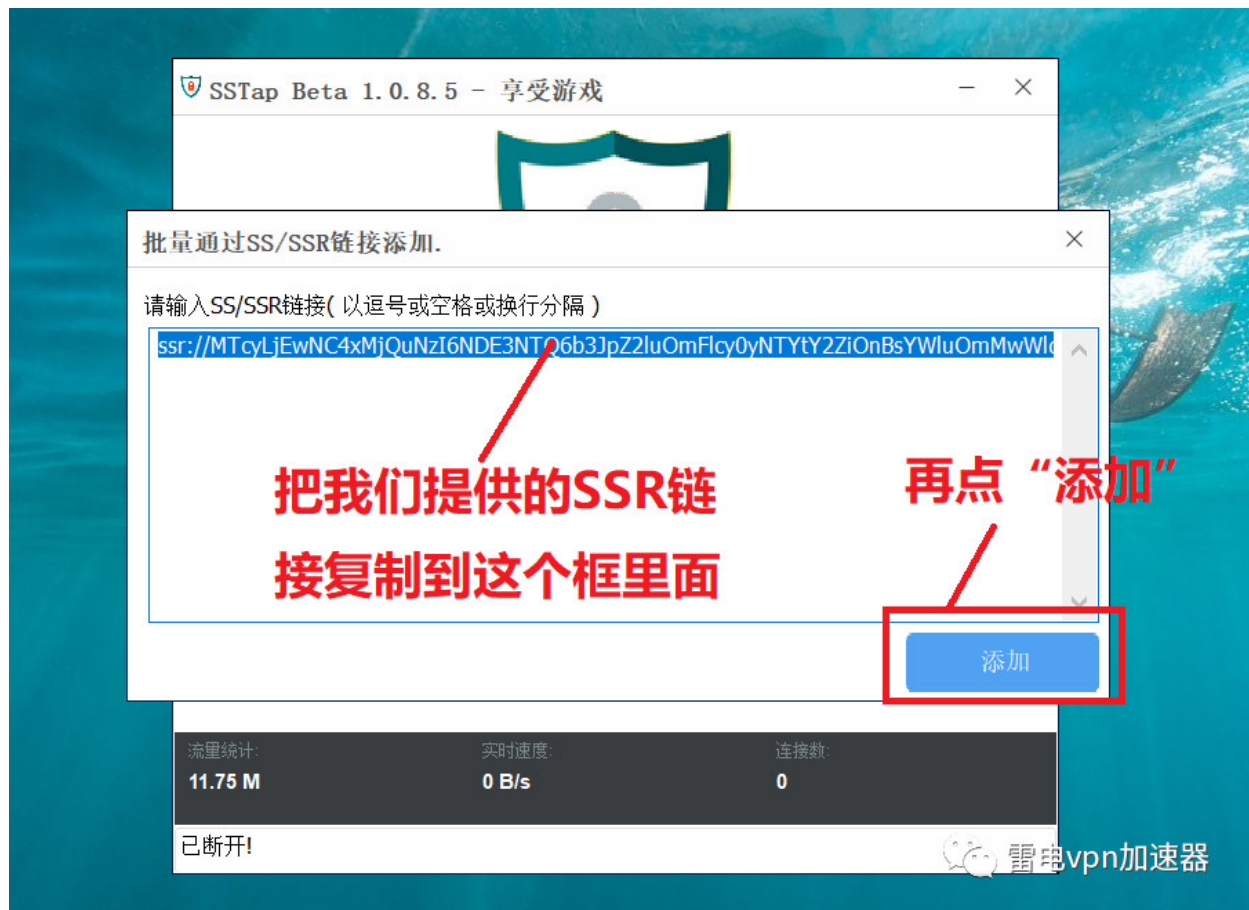 SSTap Beta 1.0.8.5 - 享受游戏
批量通过SS/SSR链接添加.
请输入SS/SSR链接( 以逗号或空格或换行分隔 )
ssr://MTcyLjEwNC4xMjQuNzI6NDE3NTQ6b3JpZ2luOmFlcy0yNTYtY2ZiOnBsYWluOmMwWlc
把我们提供的SSR链
接复制到这个框里面
再点“添加”
添加
流量统计:
实时速度:
连接数:
11.75 M
0 B/s
0
已断开!
雷电vpn加速器